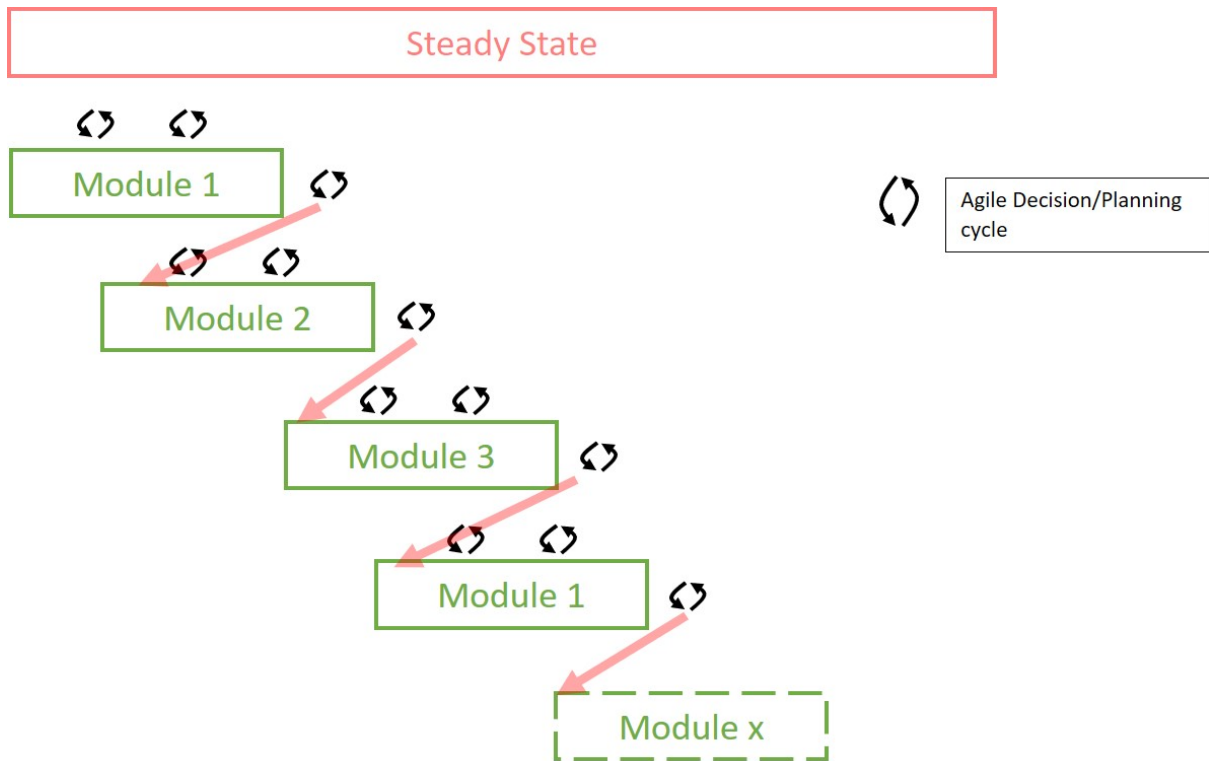 Steady State
Module 1
Module 2
Module 3
Module 1
Module x
Agile Decision/Planning
cycle